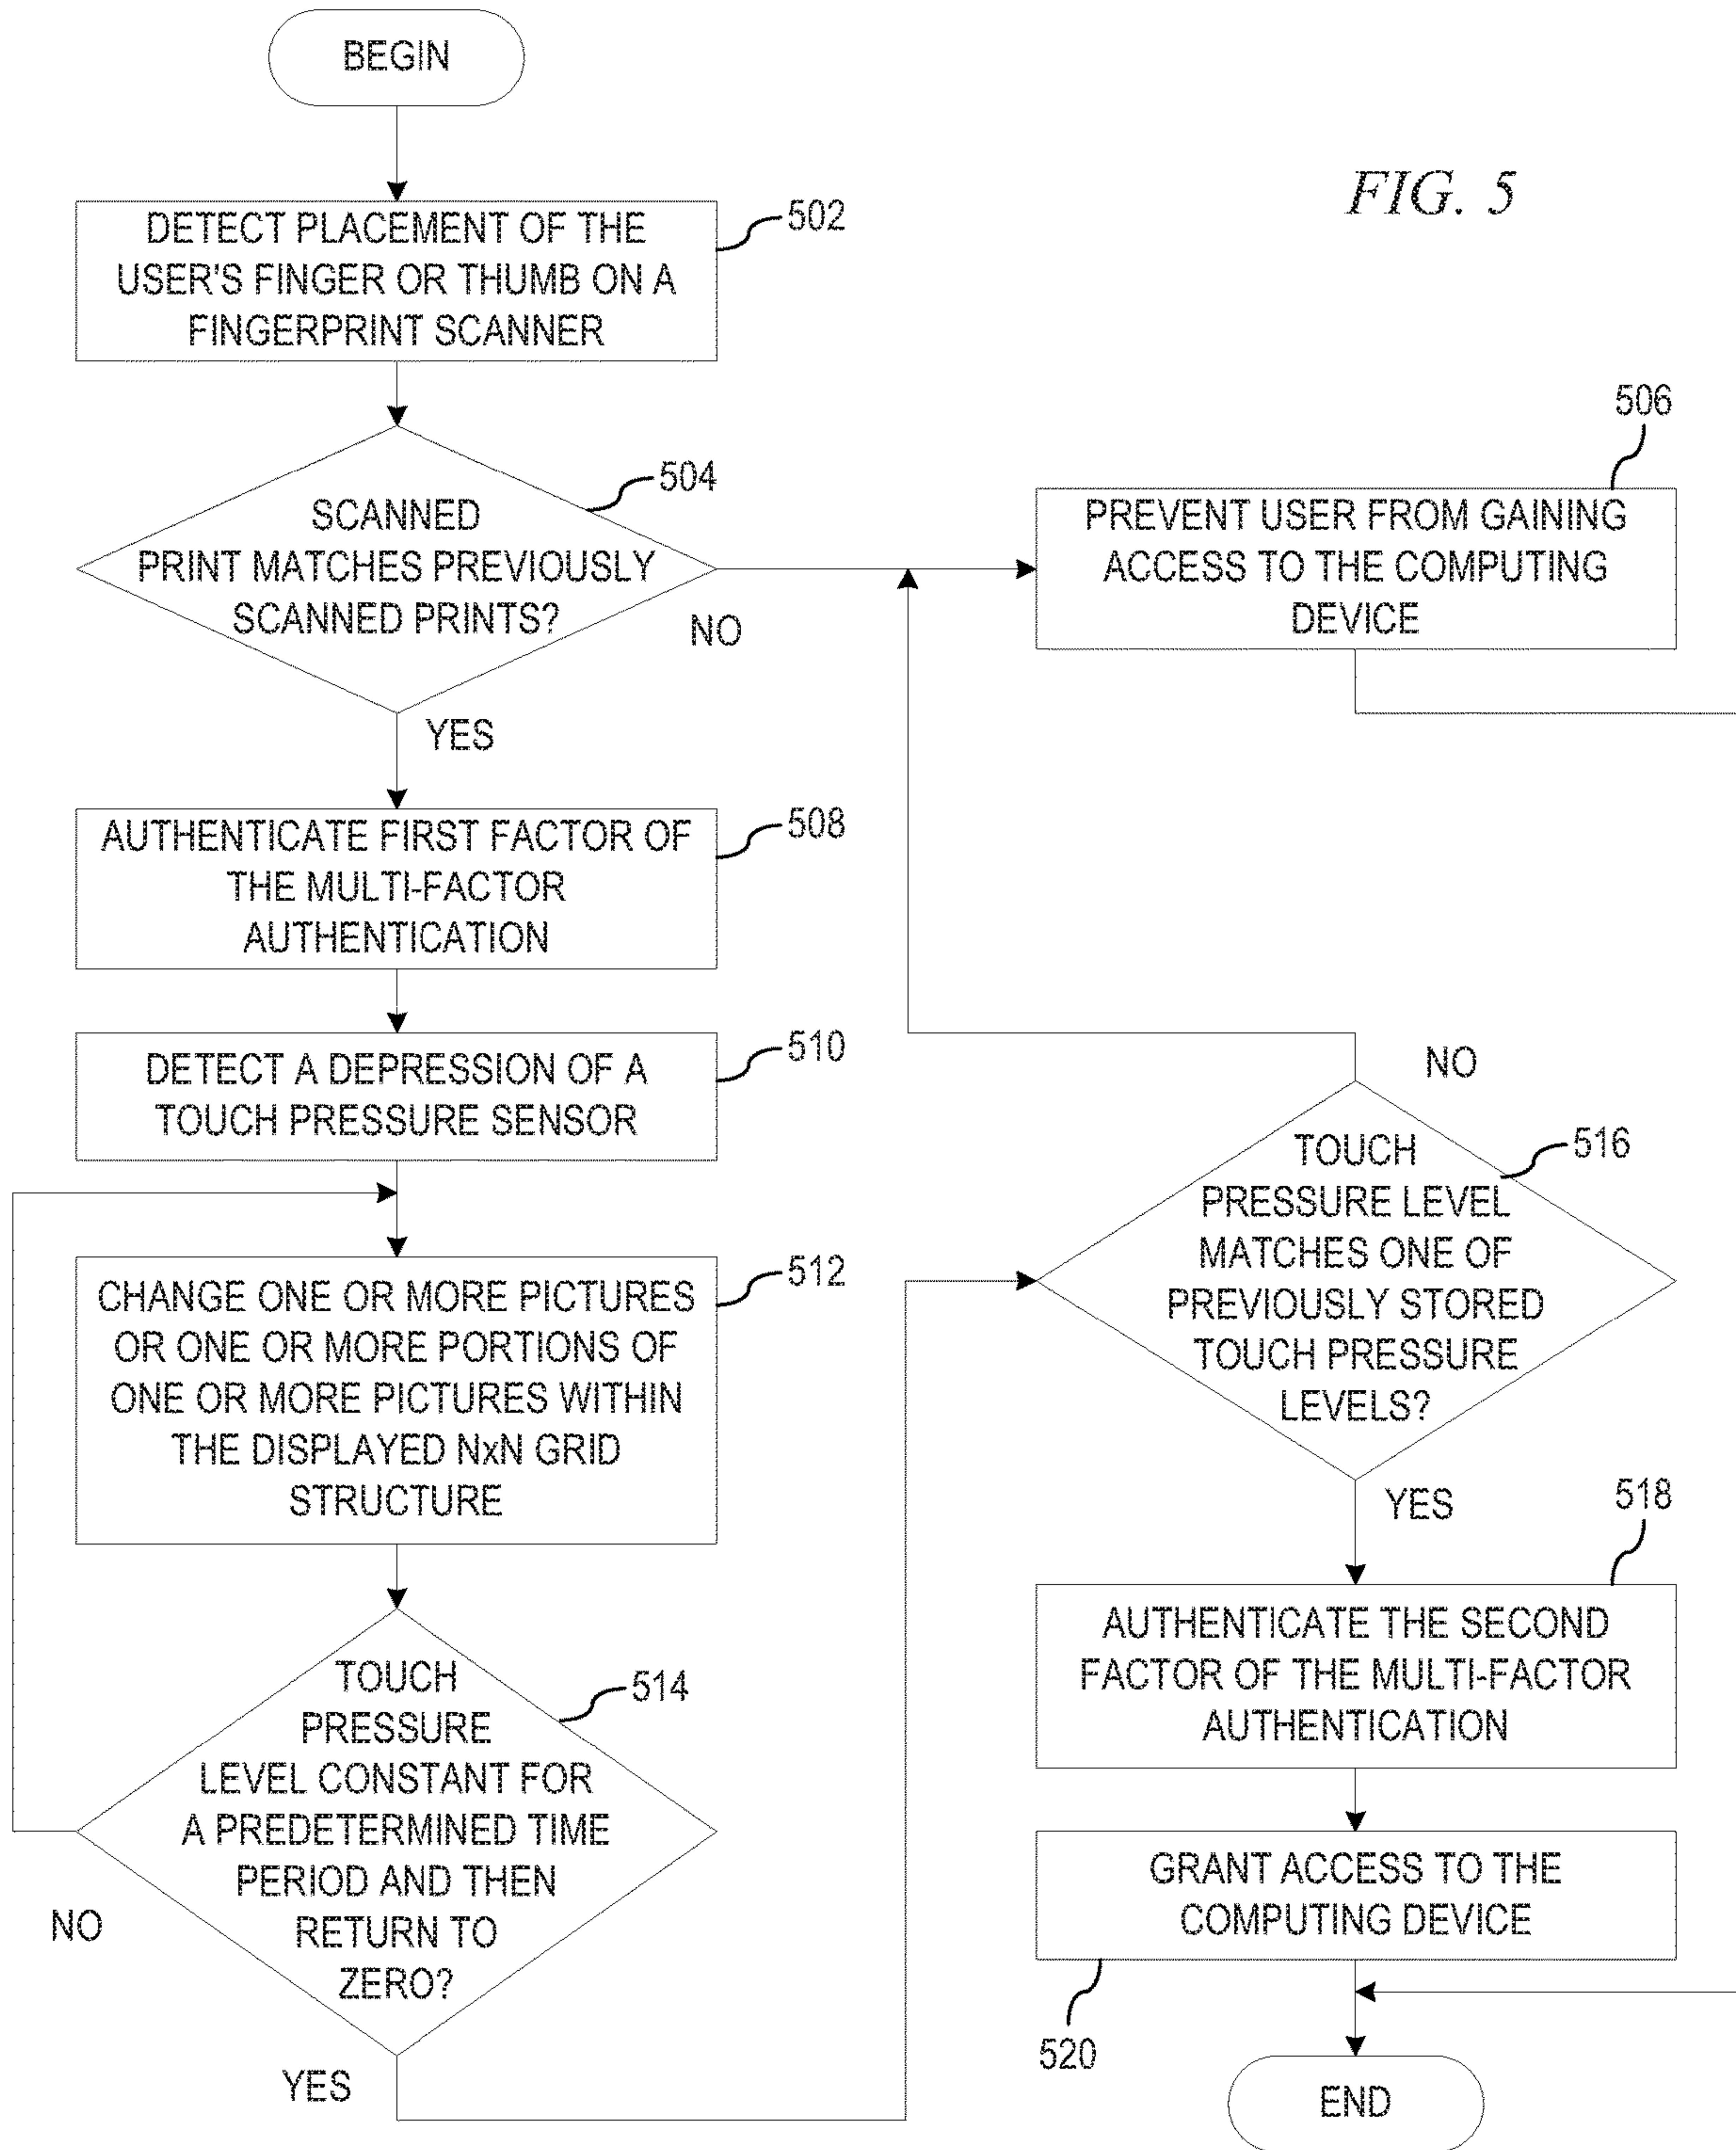 BEGIN
FIG. 5
DETECT PLACEMENT OF THE
USER'S FINGER OR THUMB ON A
FINGERPRINT SCANNER
502
SCANNED
PRINT MATCHES PREVIOUSLY
SCANNED PRINTS?
504
NO
YES
506
PREVENT USER FROM GAINING
ACCESS TO THE COMPUTING
DEVICE
AUTHENTICATE FIRST FACTOR OF
THE MULTI-FACTOR
AUTHENTICATION
508
DETECT A DEPRESSION OF A
TOUCH PRESSURE SENSOR
510
CHANGE ONE OR MORE PICTURES
OR ONE OR MORE PORTIONS OF
ONE OR MORE PICTURES WITHIN
THE DISPLAYED NxN GRID
STRUCTURE
512
TOUCH
PRESSURE
LEVEL CONSTANT FOR
A PREDETERMINED TIME
PERIOD AND THEN
RETURN TO
ZERO?
514
NO
YES
NO
TOUCH
PRESSURE LEVEL
MATCHES ONE OF
PREVIOUSLY STORED
TOUCH PRESSURE
LEVELS?
516
YES
518
AUTHENTICATE THE SECOND
FACTOR OF THE MULTI-FACTOR
AUTHENTICATION
GRANT ACCESS TO THE
COMPUTING DEVICE
520
END